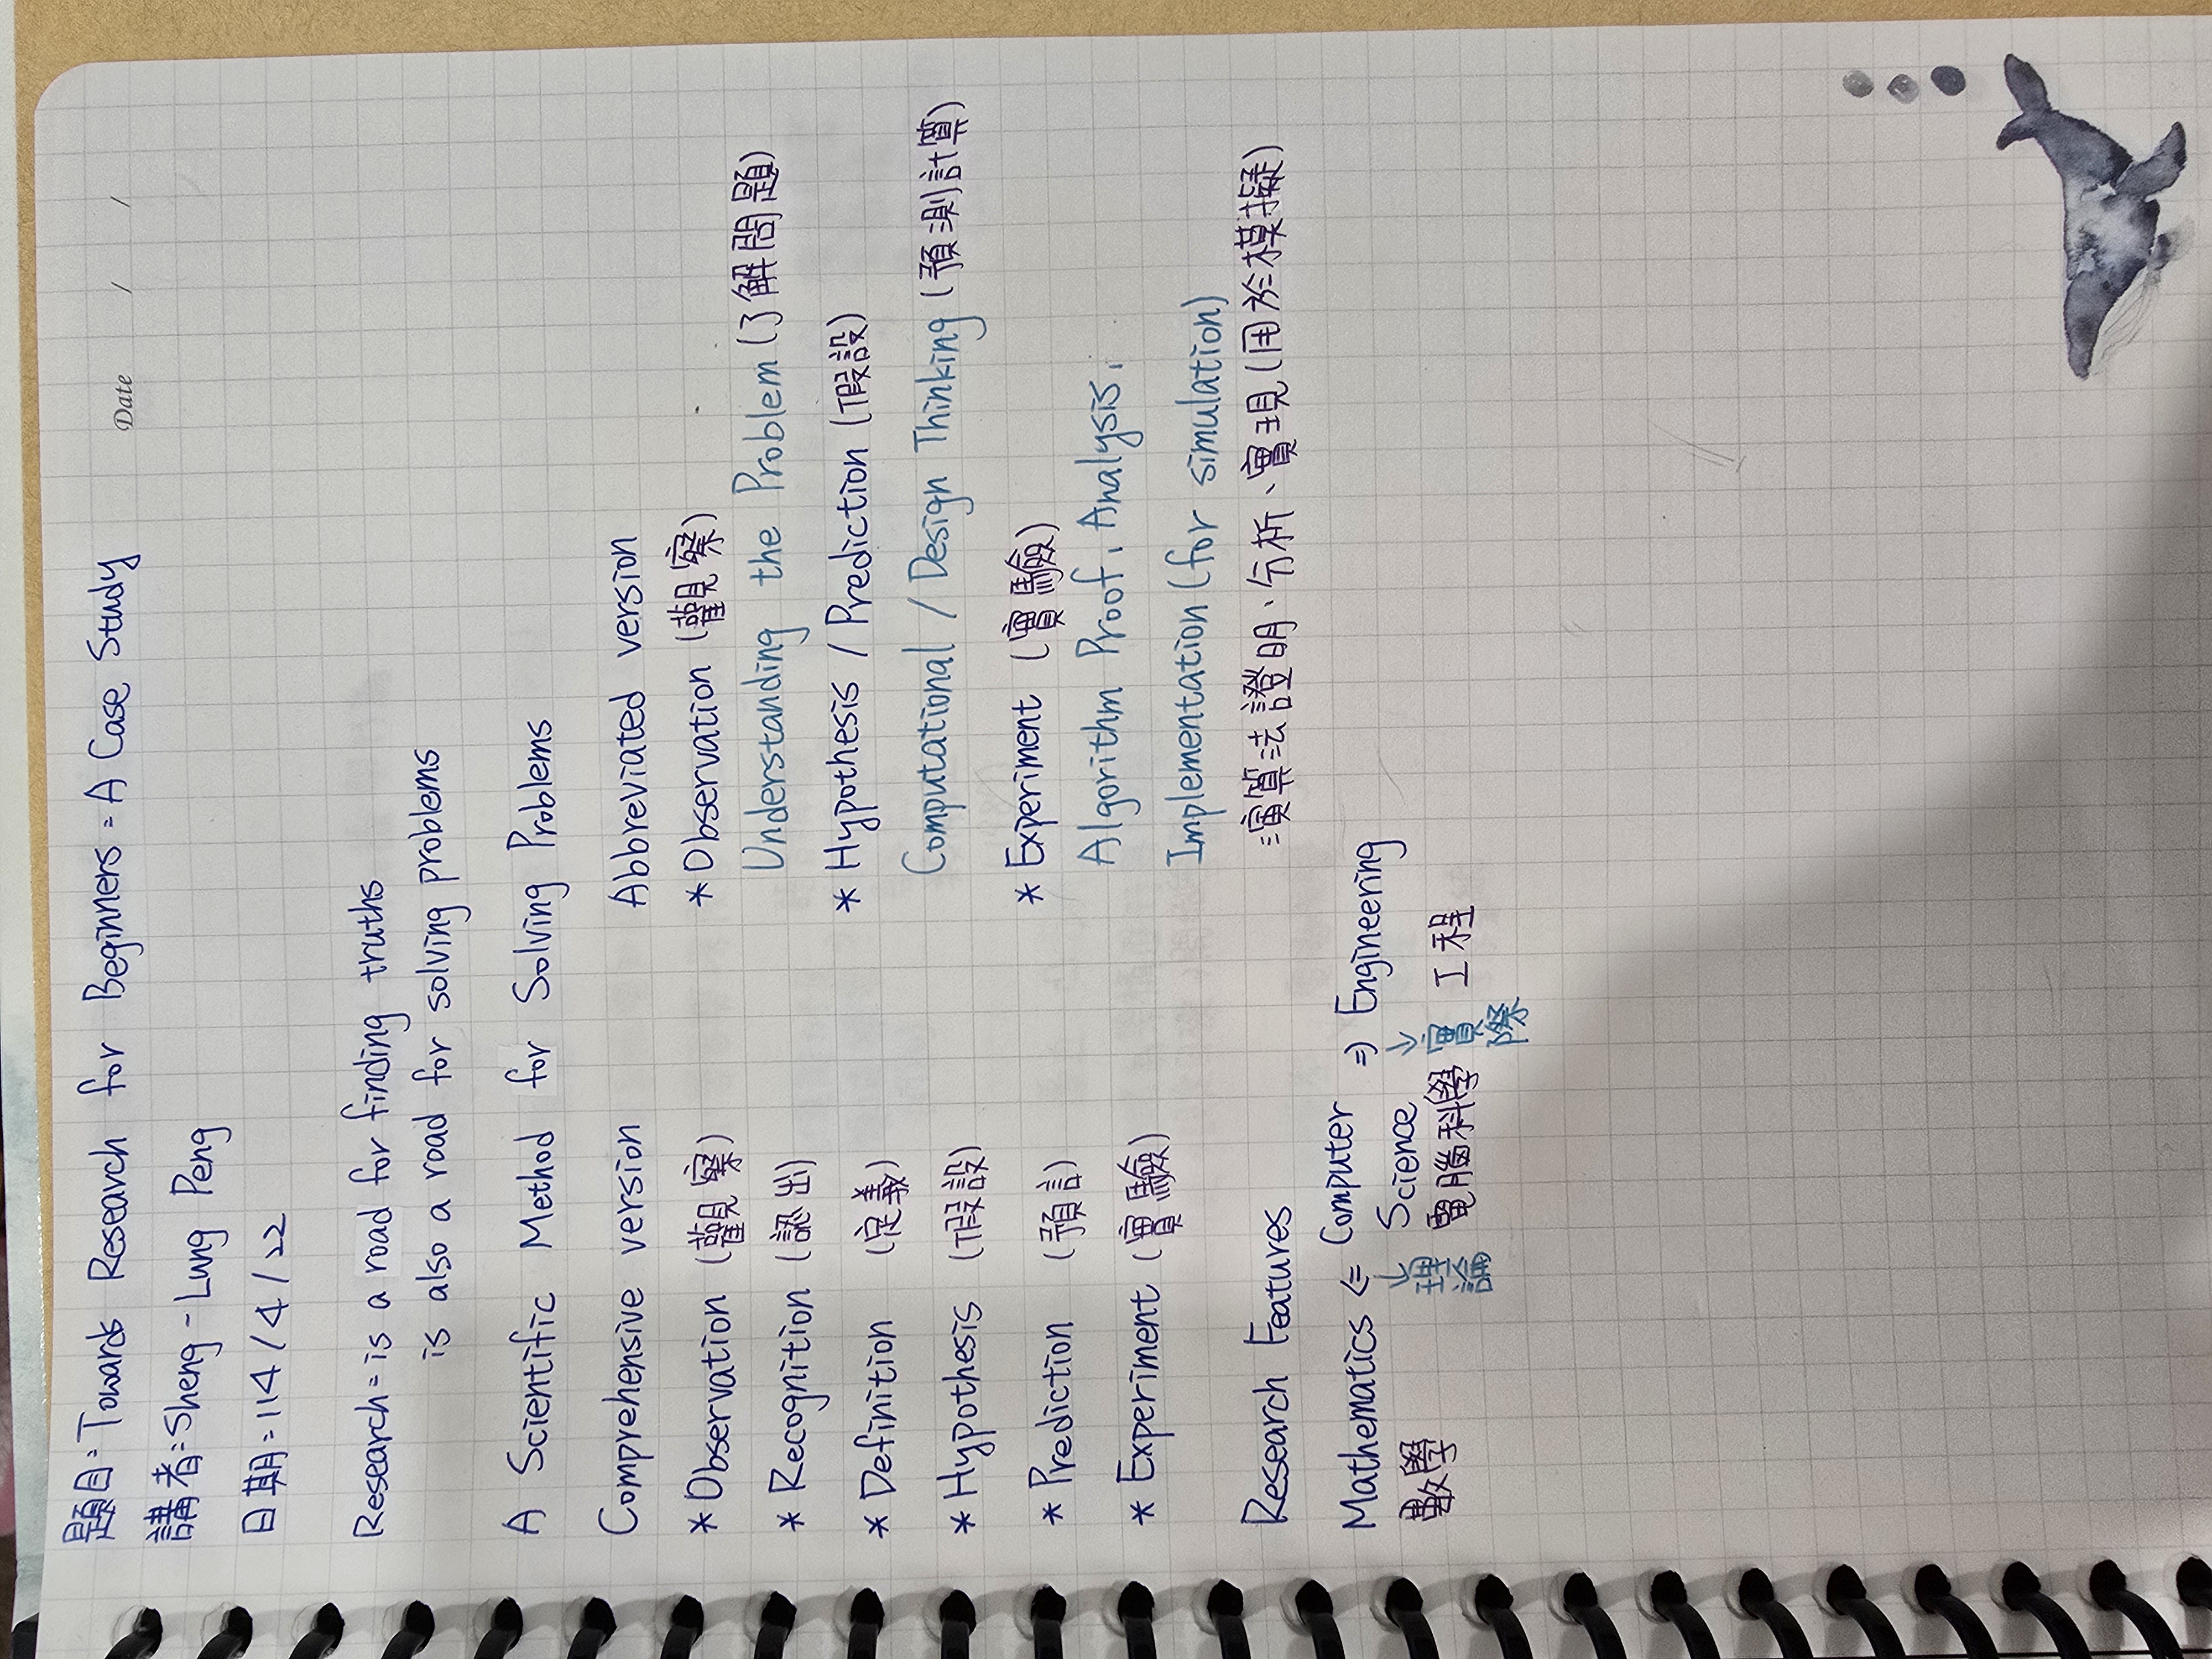 題目：Towards Research for Beginners：A Case Study
Date / /
講者：Sheng-Lung Peng
日期：114/4/22
Research：is a road for finding truths
is also a road for solving problems
A Scientific Method for Solving Problems
Comprehensive version
* Observation (觀察)
* Recognition (認出)
* Definition (定義)
* Hypothesis (假設)
* Prediction (預言)
* Experiment (實驗)
Abbreviated version
* Observation (觀察)
Understanding the Problem (了解問題)
* Hypothesis / Prediction (假設)
Computational / Design Thinking (預測計算)
* Experiment (實驗)
Algorithm Proof, Analysis,
Implementation (for simulation)
演算法證明、分析、實現(用於模擬)
Research Features
Mathematics ⇐ Computer Science ⇒ Engineering
↓ ↓
數學 理論 電腦科學 實際 工程